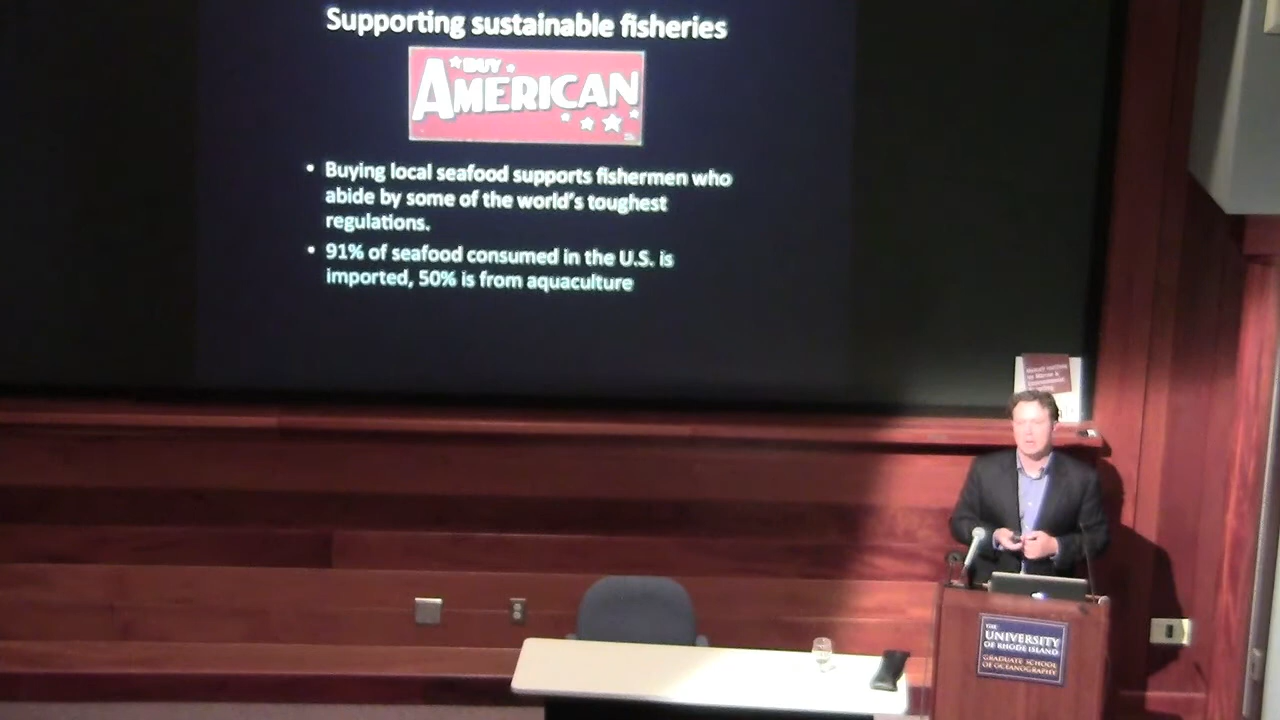 Supporting sustainable fisheries
BUY
AMERICAN
• Buying local seafood supports fishermen who
abide by some of the world's toughest
regulations.
• 91% of seafood consumed in the U.S. is
imported, 50% is from aquaculture
THE
UNIVERSITY
OF RHODE ISLAND
GRADUATE SCHOOL
OF OCEANOGRAPHY